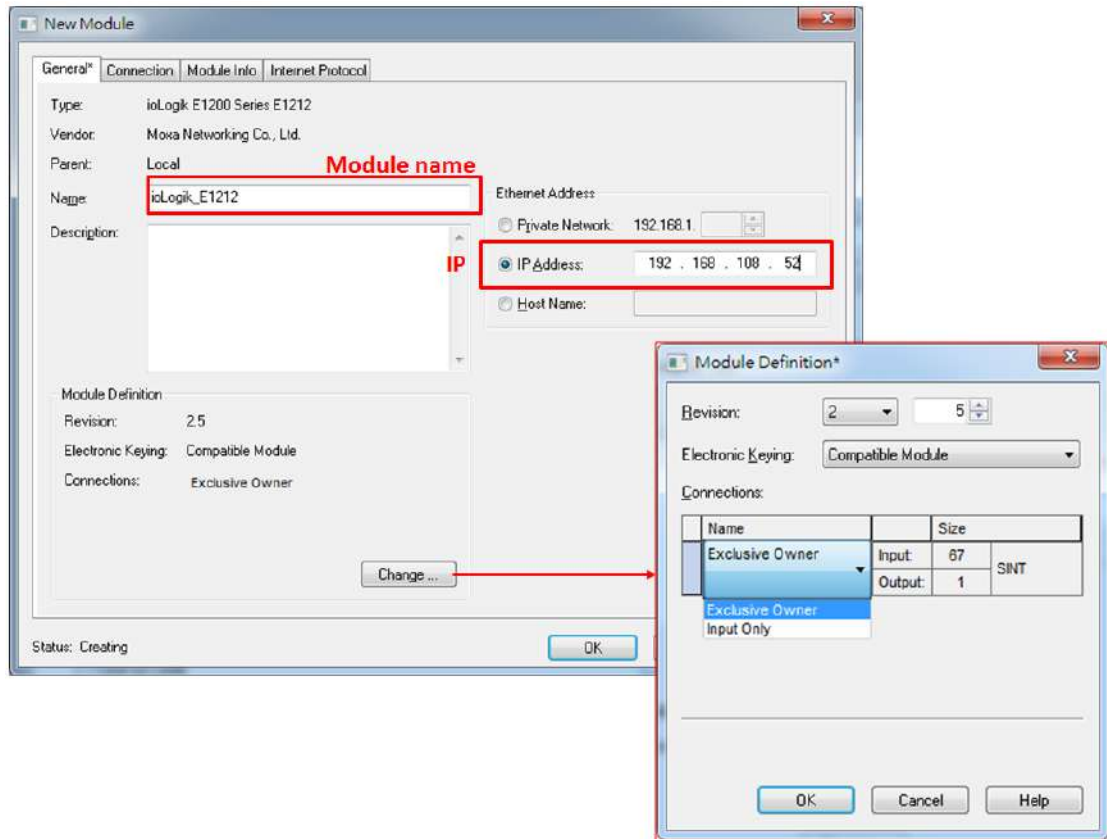 New Module
General* Connection Module Info Internet Protocol
Type: ioLogik E1200 Series E1212
Vendor: Moxa Networking Co., Ltd.
Parent: Local
Module name
Name: ioLogik_E1212
Description:
Ethernet Address
Private Network: 192.168.1.
IP
IP Address: 192 . 168 . 108 . 52
Host Name:
Module Definition
Revision: 2.5
Electronic Keying: Compatible Module
Connections: Exclusive Owner
Change ...
Status: Creating
OK
Module Definition*
Revision: 2 5
Electronic Keying: Compatible Module
Connections:
Name Size
Exclusive Owner Input: 67 SINT
Output: 1
Exclusive Owner
Input Only
OK Cancel Help